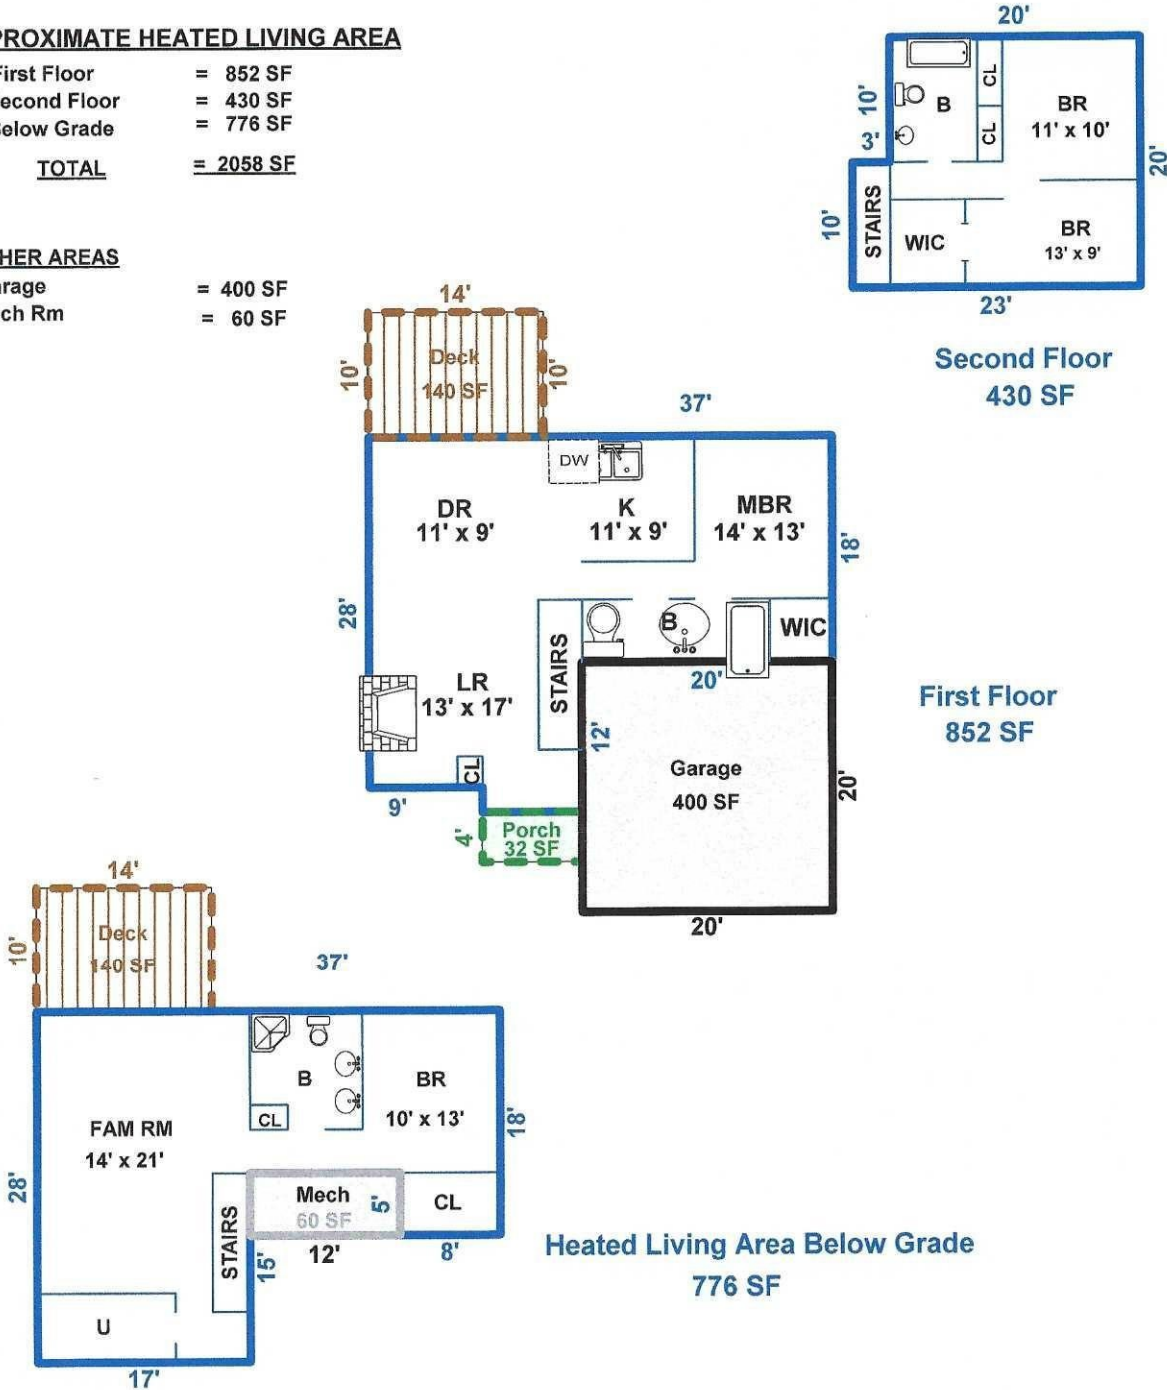 PROXIMATE HEATED LIVING AREA
First Floor = 852 SF
Second Floor = 430 SF
Below Grade = 776 SF
TOTAL = 2058 SF
HER AREAS
arage = 400 SF
ch Rm = 60 SF
20'
10'
B
CL
CL
BR
11' x 10'
3'
20'
10'
STAIRS
WIC
BR
13' x 9'
23'
Second Floor
430 SF
14'
10'
Deck
140 SF
10'
37'
DW
DR
11' x 9'
K
11' x 9'
MBR
14' x 13'
18'
28'
STAIRS
B
WIC
LR
13' x 17'
20'
12'
First Floor
852 SF
CL
Garage
400 SF
20'
9'
4'
Porch
32 SF
20'
14'
10'
Deck
140 SF
37'
B
BR
10' x 13'
CL
18'
FAM RM
14' x 21'
28'
STAIRS
Mech
60 SF
5'
CL
12'
8'
15'
Heated Living Area Below Grade
776 SF
U
17'